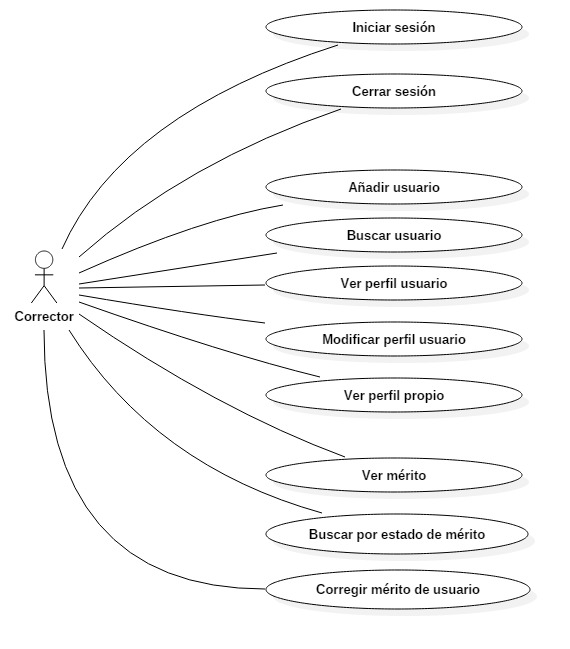 Iniciar sesión
Cerrar sesión
Añadir usuario
Buscar usuario
Ver perfil usuario
Corrector
Modificar perfil usuario
Ver perfil propio
Ver mérito
Buscar por estado de mérito
Corregir mérito de usuario